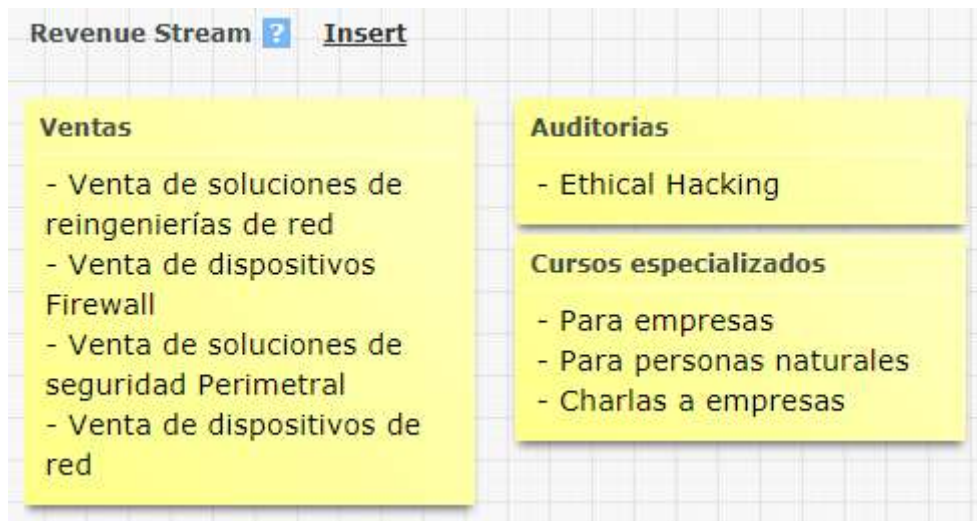 Revenue Stream ? Insert
Ventas
- Venta de soluciones de
reingenierías de red
- Venta de dispositivos
Firewall
- Venta de soluciones de
seguridad Perimetral
- Venta de dispositivos de
red
Auditorias
- Ethical Hacking
Cursos especializados
- Para empresas
- Para personas naturales
- Charlas a empresas